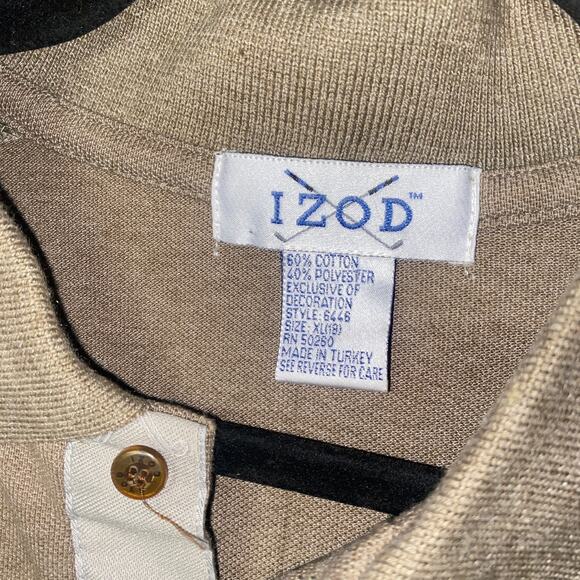 IZOD™
60% COTTON
40% POLYESTER
EXCLUSIVE OF
DECORATION
STYLE: 6446
SIZE: XL(18)
RN 50260
MADE IN TURKEY
SEE REVERSE FOR CARE
IZOD